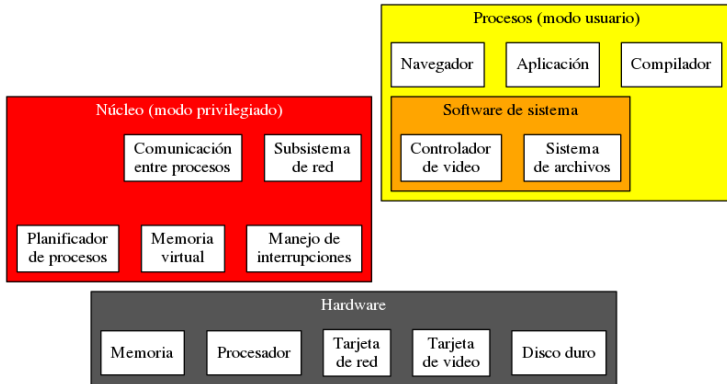 Procesos (modo usuario)
Navegador
Aplicación
Compilador
Software de sistema
Controlador
de video
Sistema
de archivos
Núcleo (modo privilegiado)
Comunicación
entre procesos
Subsistema
de red
Planificador
de procesos
Memoria
virtual
Manejo de
interrupciones
Hardware
Memoria
Procesador
Tarjeta
de red
Tarjeta
de video
Disco duro